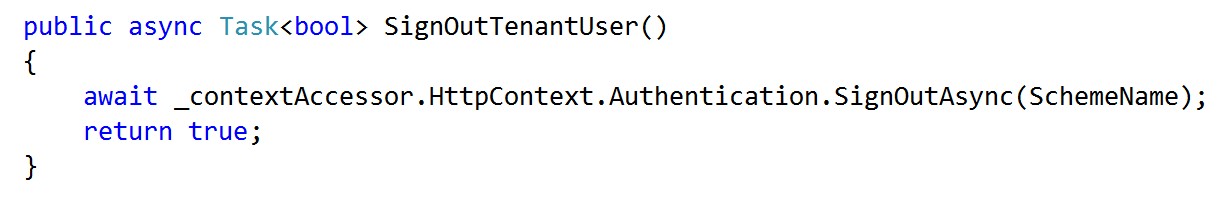 public async Task<bool> SignOutTenantUser()
{
    await _contextAccessor.HttpContext.Authentication.SignOutAsync(SchemeName);
    return true;
}